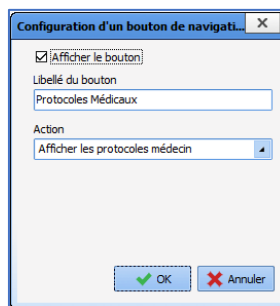 Configuration d'un bouton de navigati...
Afficher le bouton
Libellé du bouton
Protocoles Médicaux
Action
Afficher les protocoles médecin
OK
Annuler